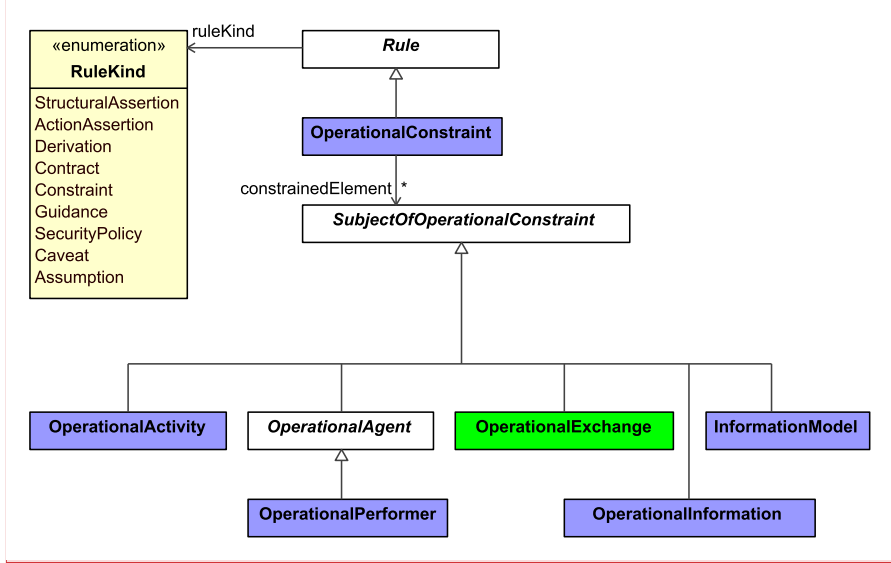 «enumeration»
RuleKind
StructuralAssertion
ActionAssertion
Derivation
Contract
Constraint
Guidance
SecurityPolicy
Caveat
Assumption
ruleKind
Rule
OperationalConstraint
constrainedElement *
SubjectOfOperationalConstraint
OperationalActivity
OperationalAgent
OperationalExchange
InformationModel
OperationalPerformer
OperationalInformation